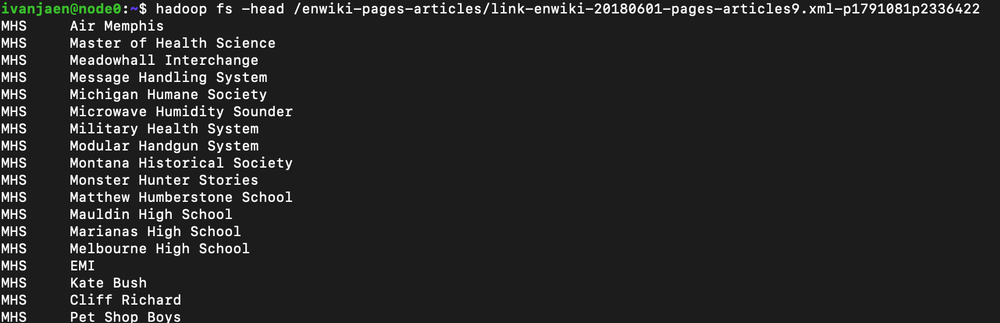 ivanjaen@node0:~$ hadoop fs -head /enwiki-pages-articles/link-enwiki-20180601-pages-articles9.xml-p1791081p2336422
MHS     Air Memphis
MHS     Master of Health Science
MHS     Meadowhall Interchange
MHS     Message Handling System
MHS     Michigan Humane Society
MHS     Microwave Humidity Sounder
MHS     Military Health System
MHS     Modular Handgun System
MHS     Montana Historical Society
MHS     Monster Hunter Stories
MHS     Matthew Humberstone School
MHS     Mauldin High School
MHS     Marianas High School
MHS     Melbourne High School
MHS     EMI
MHS     Kate Bush
MHS     Cliff Richard
MHS     Pet Shop Boys